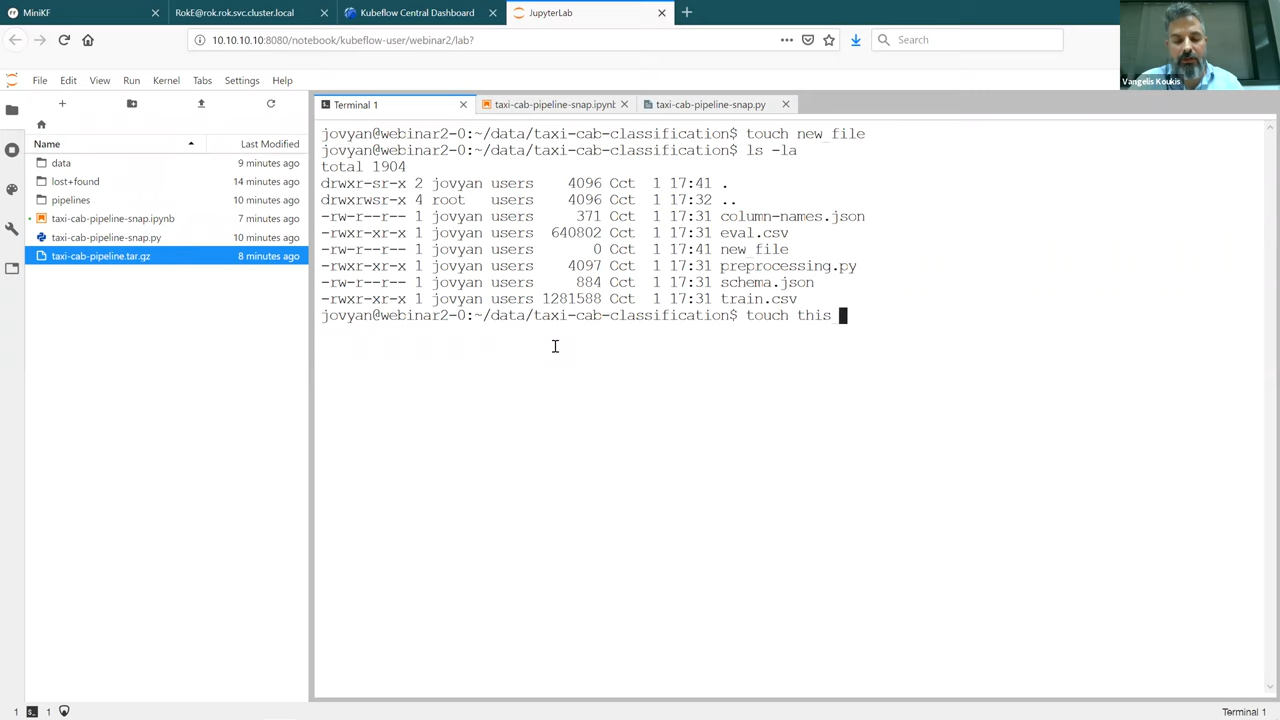 MiniKF
RokE@rok.rok.svc.cluster.local
Kubeflow Central Dashboard
JupyterLab
10.10.10.10:8080/notebook/kubeflow-user/webinar2/lab?
Search
Vangelis Koukis
File Edit View Run Kernel Tabs Settings Help
Terminal 1
taxi-cab-pipeline-snap.ipynb
taxi-cab-pipeline-snap.py
Name Last Modified
data 9 minutes ago
lost+found 14 minutes ago
pipelines 10 minutes ago
taxi-cab-pipeline-snap.ipynb 7 minutes ago
taxi-cab-pipeline-snap.py 10 minutes ago
taxi-cab-pipeline.tar.gz 8 minutes ago
jovyan@webinar2-0:~/data/taxi-cab-classification$ touch new_file
jovyan@webinar2-0:~/data/taxi-cab-classification$ ls -la
total 1904
drwxr-sr-x 2 jovyan users 4096 Oct 1 17:41 .
drwxrwsr-x 4 root users 4096 Oct 1 17:32 ..
-rw-r--r-- 1 jovyan users 371 Oct 1 17:31 column-names.json
-rwxr-xr-x 1 jovyan users 640802 Oct 1 17:31 eval.csv
-rw-r--r-- 1 jovyan users 0 Oct 1 17:41 new_file
-rwxr-xr-x 1 jovyan users 4097 Oct 1 17:31 preprocessing.py
-rw-r--r-- 1 jovyan users 884 Oct 1 17:31 schema.json
-rwxr-xr-x 1 jovyan users 1281588 Oct 1 17:31 train.csv
jovyan@webinar2-0:~/data/taxi-cab-classification$ touch this_
1 1 Terminal 1